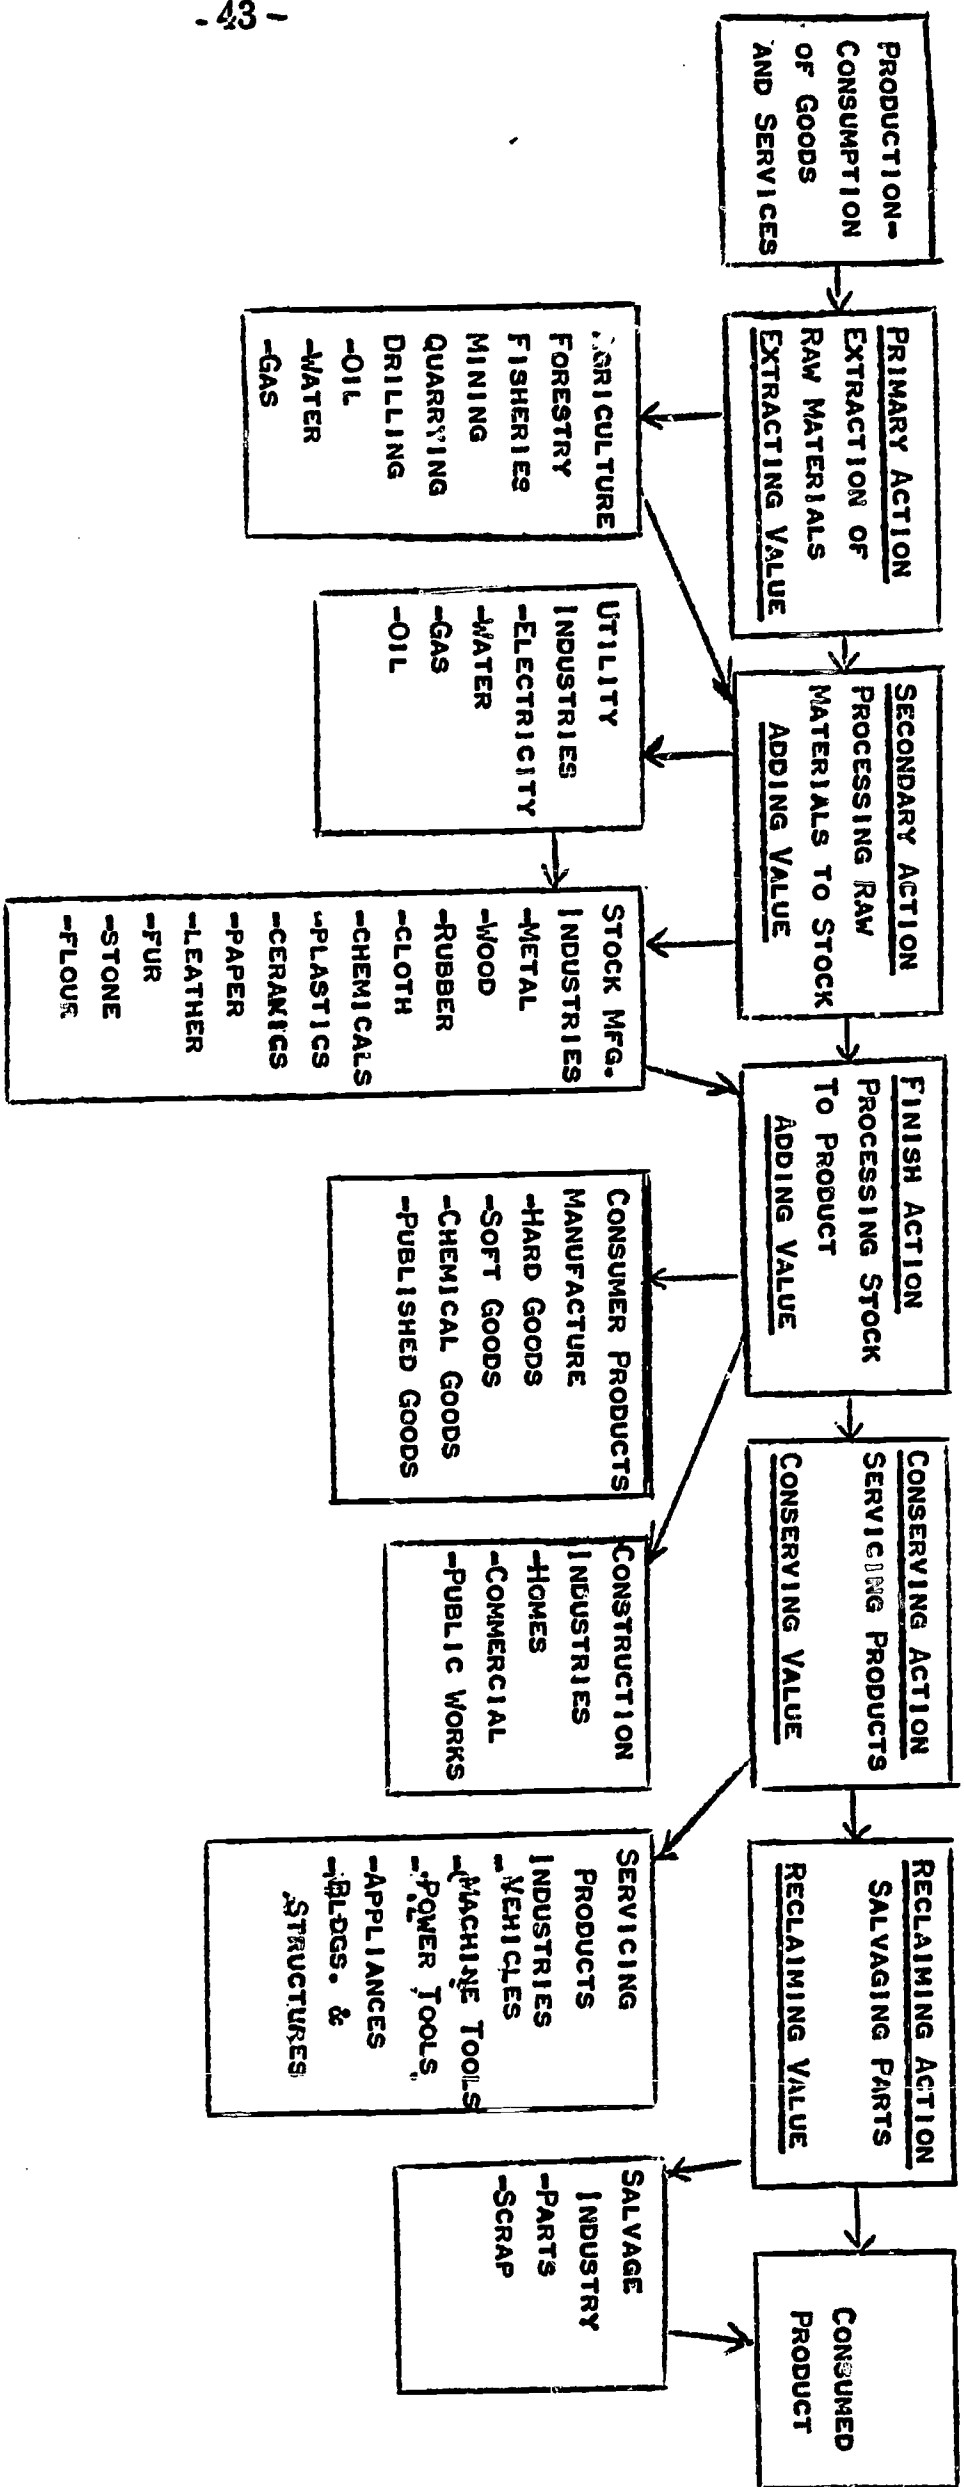 - 43 -
PRODUCTION-
CONSUMPTION
OF GOODS
AND SERVICES
PRIMARY ACTION
EXTRACTION OF
RAW MATERIALS
EXTRACTING VALUE
SECONDARY ACTION
PROCESSING RAW
MATERIALS TO STOCK
ADDING VALUE
FINISH ACTION
PROCESSING STOCK
TO PRODUCT
ADDING VALUE
CONSERVING ACTION
SERVICING PRODUCTS
CONSERVING VALUE
RECLAIMING ACTION
SALVAGING PARTS
RECLAIMING VALUE
CONSUMED
PRODUCT
AGRICULTURE
FORESTRY
FISHERIES
MINING
QUARRYING
DRILLING
-OIL
-WATER
-GAS
UTILITY
INDUSTRIES
-ELECTRICITY
-WATER
-GAS
-OIL
STOCK MFG.
INDUSTRIES
-METAL
-WOOD
-RUBBER
-CLOTH
-CHEMICALS
-PLASTICS
-CERAMICS
-PAPER
-LEATHER
-FUR
-STONE
-FLOUR
CONSUMER PRODUCTS
MANUFACTURE
-HARD GOODS
-SOFT GOODS
-CHEMICAL GOODS
-PUBLISHED GOODS
CONSTRUCTION
INDUSTRIES
-HOMES
-COMMERCIAL
-PUBLIC WORKS
SERVICING
PRODUCTS
INDUSTRIES
-VEHICLES
-MACHINE TOOLS
-POWER TOOLS
-APPLIANCES
-BLDGS. &
STRUCTURES
SALVAGE
INDUSTRY
-PARTS
-SCRAP